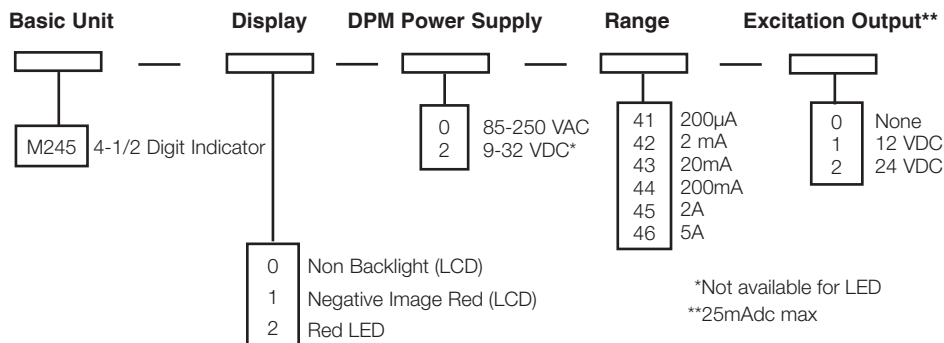 Basic Unit Display DPM Power Supply Range Excitation Output**
M245 4-1/2 Digit Indicator
0 85-250 VAC
2 9-32 VDC*
41 200µA
42 2 mA
43 20mA
44 200mA
45 2A
46 5A
0 None
1 12 VDC
2 24 VDC
0 Non Backlight (LCD)
1 Negative Image Red (LCD)
2 Red LED
*Not available for LED
**25mAdc max